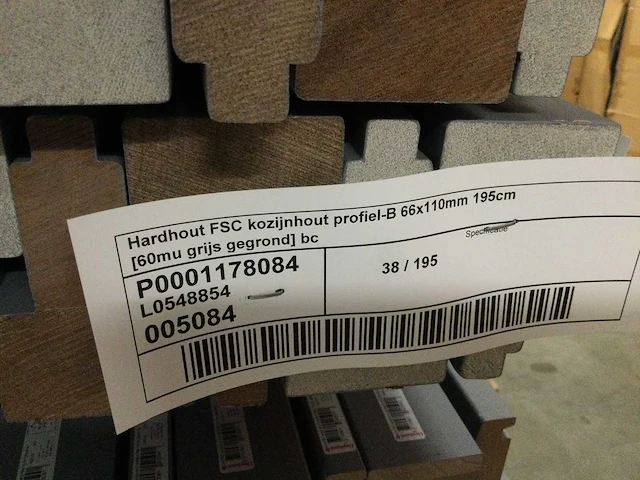 Hardhout FSC kozijnhout profiel-B 66x110mm 195cm
[60mu grijs gegrond] bc
Specificatie
P0001178084
38 / 195
L0548854
005084